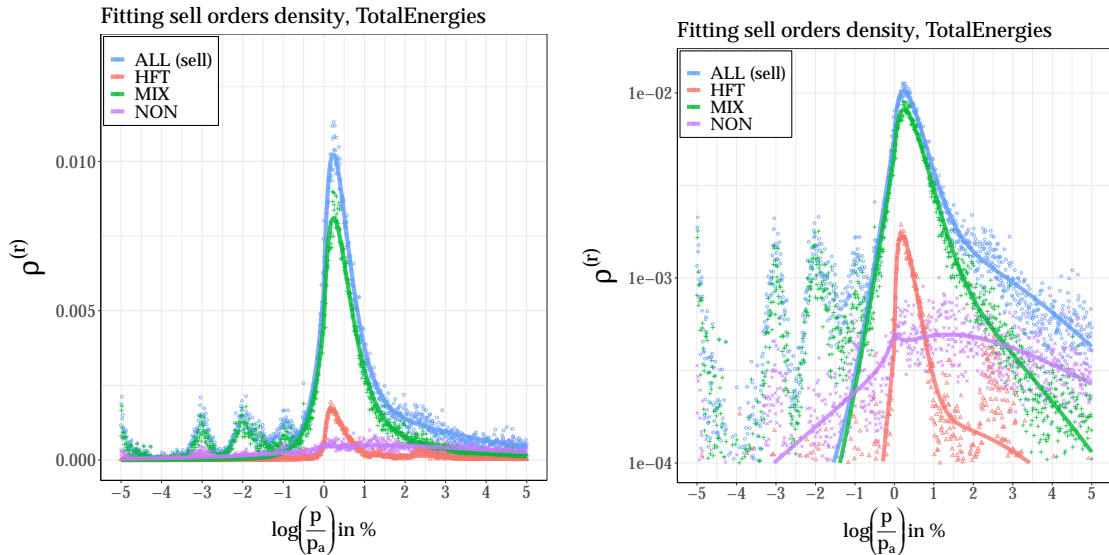 Fitting sell orders density, TotalEnergies
ALL (sell)
HFT
MIX
NON
0.010
0.005
0.000
ρ(r)
−5 −4 −3 −2 −1 0 1 2 3 4 5
log(p/pa) in %
Fitting sell orders density, TotalEnergies
ALL (sell)
HFT
MIX
NON
1e−02
1e−03
1e−04
ρ(r)
−5 −4 −3 −2 −1 0 1 2 3 4 5
log(p/pa) in %